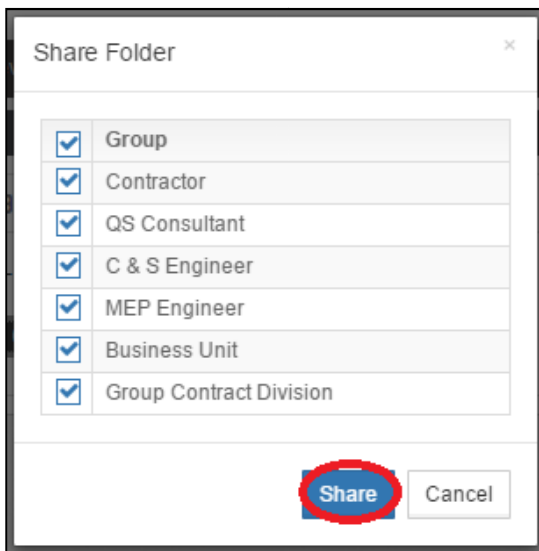 Share Folder
×
Group
Contractor
QS Consultant
C & S Engineer
MEP Engineer
Business Unit
Group Contract Division
Share Cancel